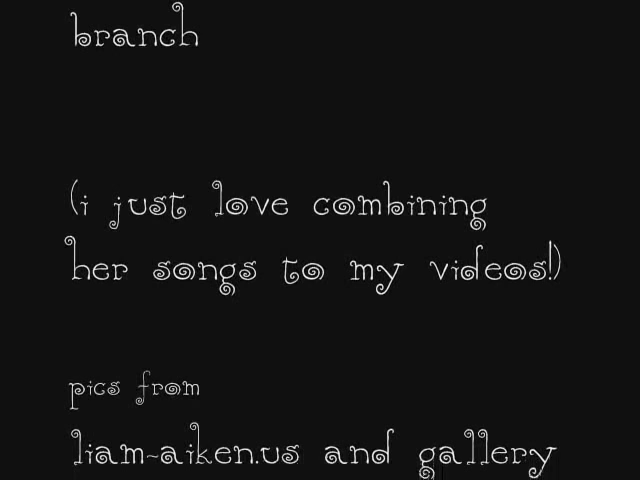 branch
(i just love combining
her songs to my videos!)
pics from
liam-aiken.us and gallery